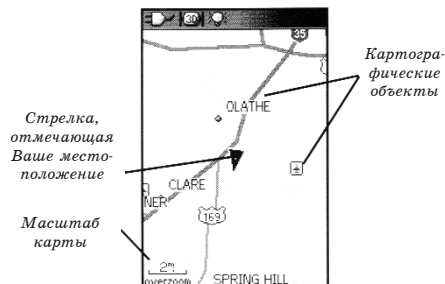 3D
35
Картогра-
фические
объекты
OLATHE
Стрелка,
отмечающая
Ваше место-
положение
CLARE
NER
169
Масштаб
карты
2m
overzoom
SPRING HILL